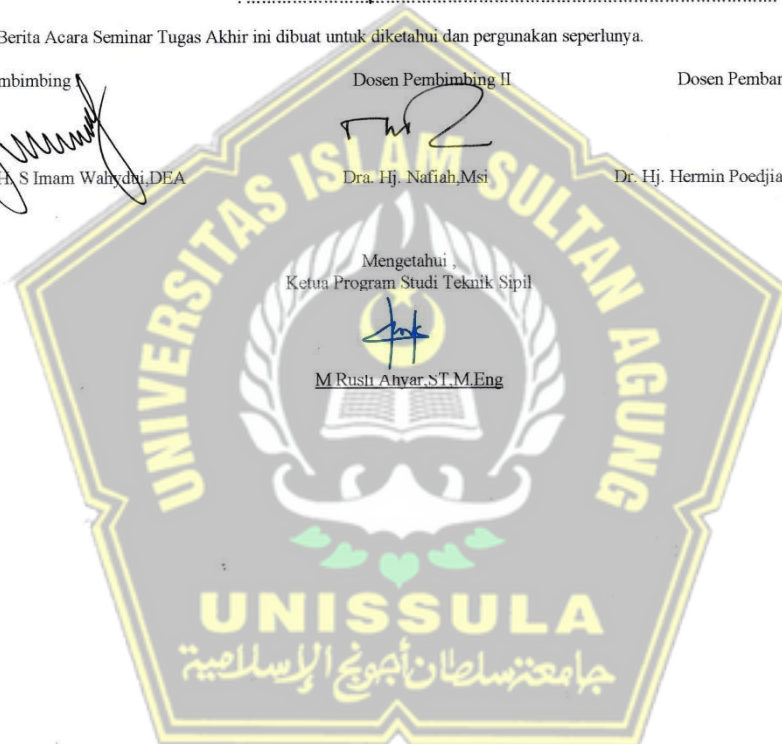 Berita Acara Seminar Tugas Akhir ini dibuat untuk diketahui dan pergunakan seperlunya.
mbimbing I Dosen Pembimbing II Dosen Pemban
H. S Imam Wahyudi,DEA Dra. Hj. Nafiah,Msi Dr. Hj. Hermin Poedjia
Mengetahui ,
Ketua Program Studi Teknik Sipil
M Rusli Ahyar,ST,M.Eng
UNIVERSITAS ISLAM SULTAN AGUNG
UNISSULA
جامعة سلطان أجونج الإسلامية